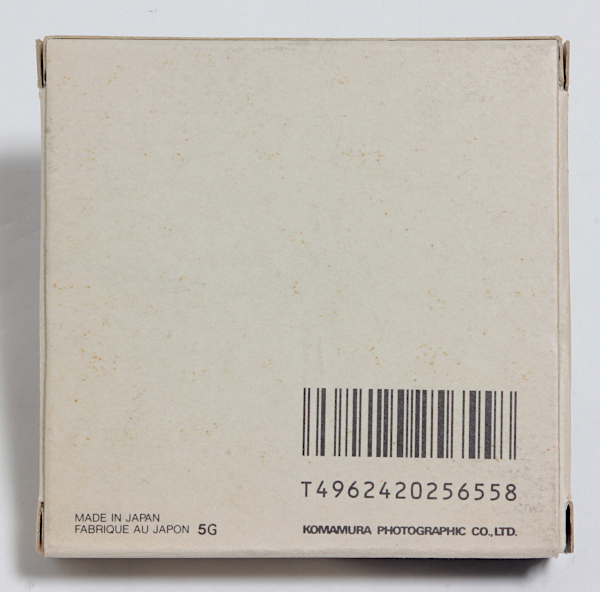 T4962420256558
MADE IN JAPAN
FABRIQUE AU JAPON 5G
KOMAMURA PHOTOGRAPHIC CO.,LTD.